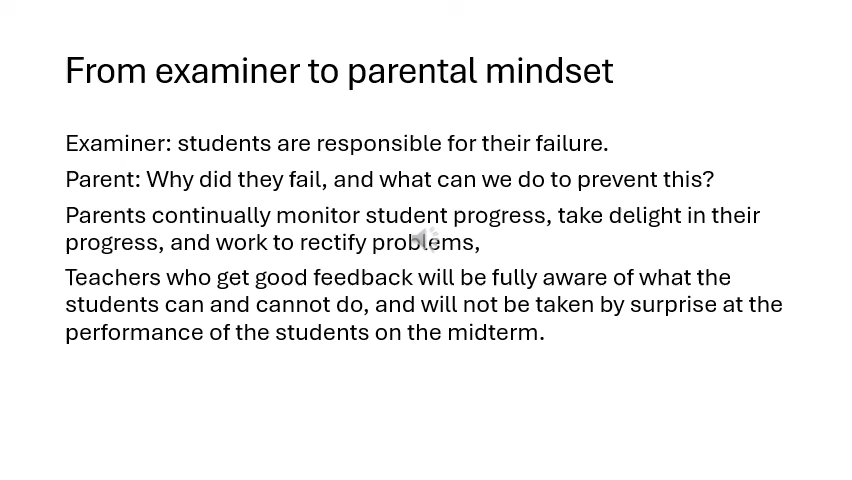 From examiner to parental mindset
Examiner: students are responsible for their failure.
Parent: Why did they fail, and what can we do to prevent this?
Parents continually monitor student progress, take delight in their
progress, and work to rectify problems,
Teachers who get good feedback will be fully aware of what the
students can and cannot do, and will not be taken by surprise at the
performance of the students on the midterm.